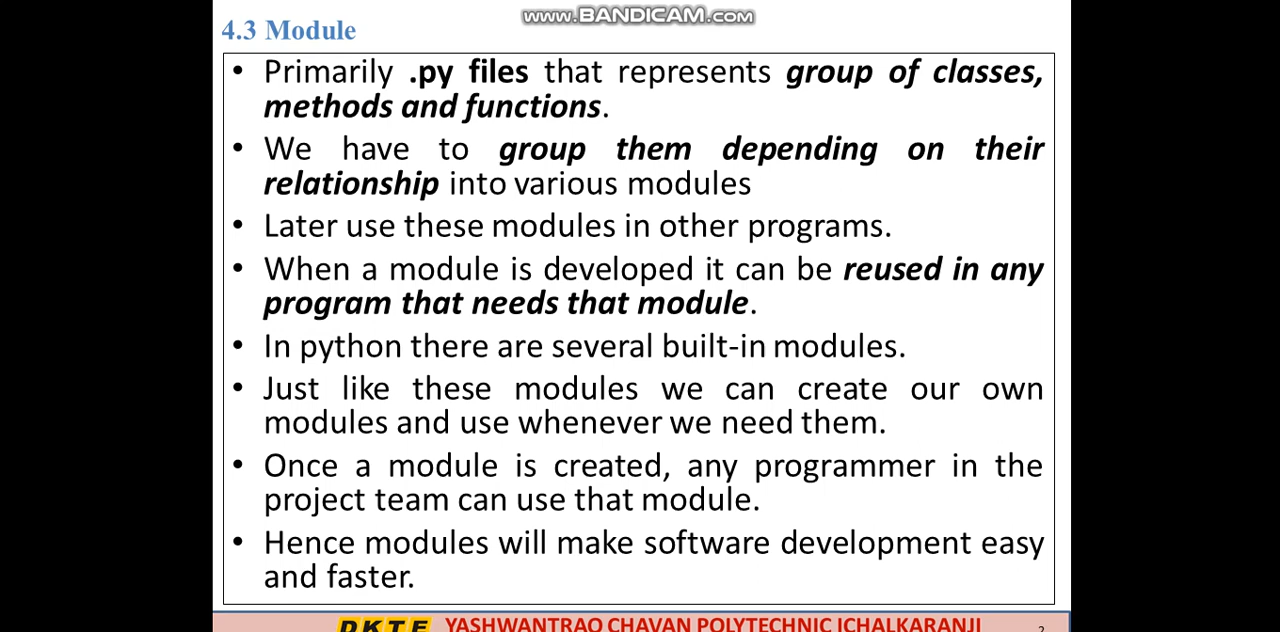 www.BANDICAM.com
4.3 Module
• Primarily .py files that represents group of classes,
methods and functions.
• We have to group them depending on their
relationship into various modules
• Later use these modules in other programs.
• When a module is developed it can be reused in any
program that needs that module.
• In python there are several built-in modules.
• Just like these modules we can create our own
modules and use whenever we need them.
• Once a module is created, any programmer in the
project team can use that module.
• Hence modules will make software development easy
and faster.
DKTE YASHWANTRAO CHAVAN POLYTECHNIC ICHALKARANJI 2